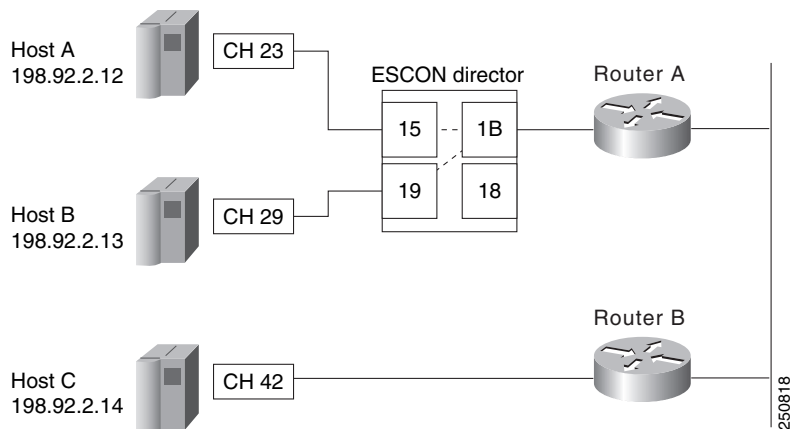 Host A
198.92.2.12
CH 23
ESCON director
15
1B
19
18
Router A
Host B
198.92.2.13
CH 29
Host C
198.92.2.14
CH 42
Router B
250818